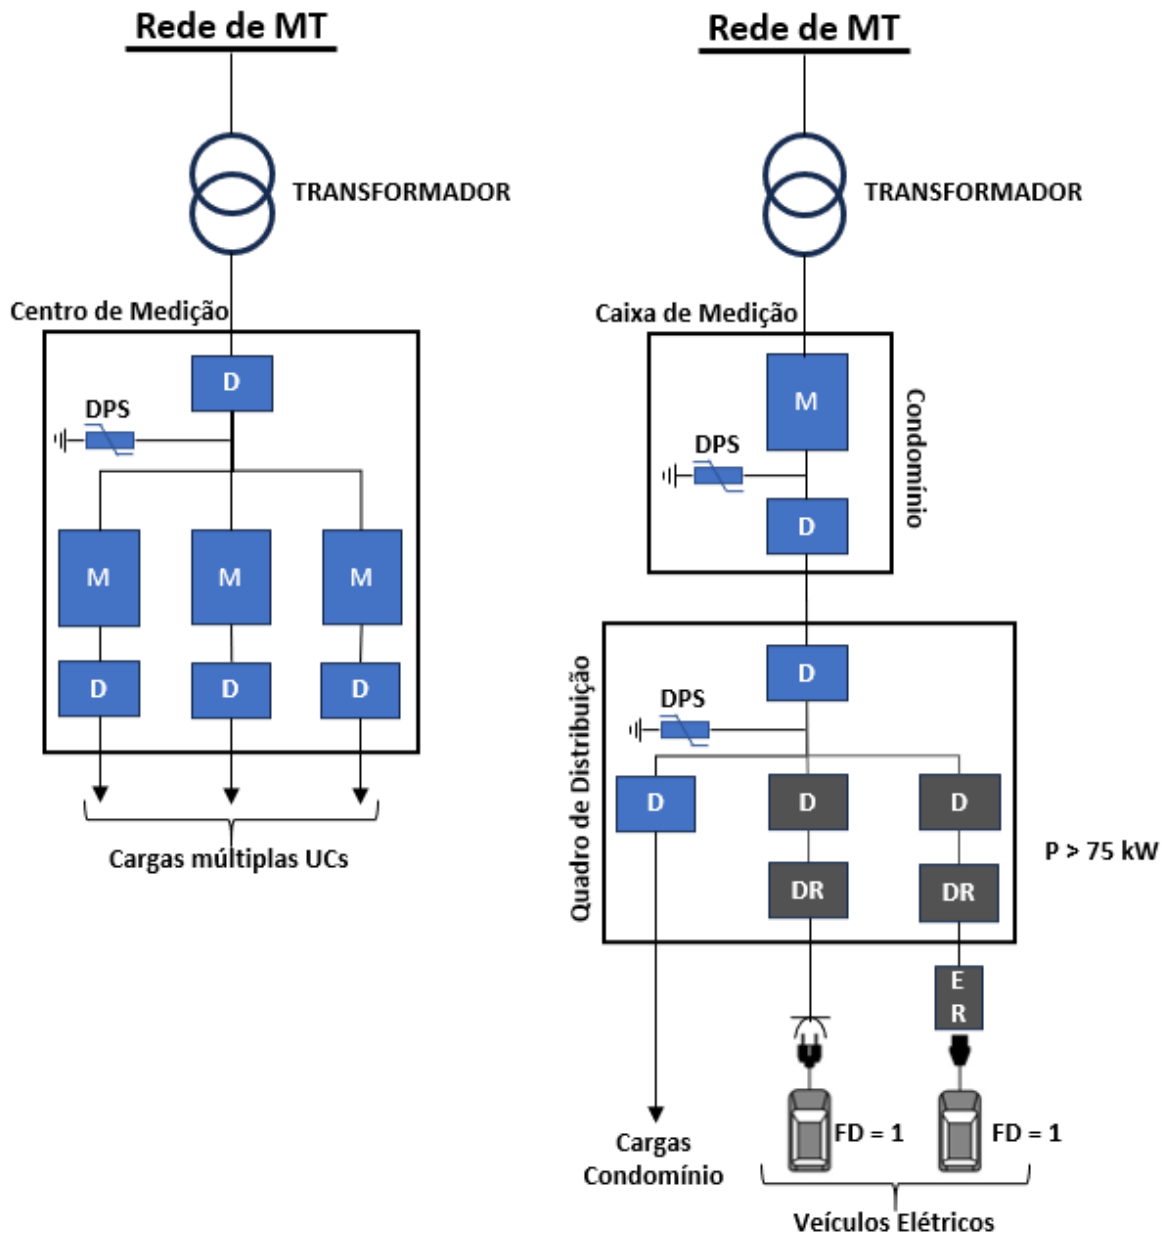 Rede de MT
TRANSFORMADOR
Centro de Medição
D
DPS
M
M
M
D
D
D
Cargas múltiplas UCs
Rede de MT
TRANSFORMADOR
Caixa de Medição
M
DPS
D
Condomínio
Quadro de Distribuição
D
DPS
D
D
D
DR
DR
P > 75 kW
E
R
FD = 1
FD = 1
Cargas
Condomínio
Veículos Elétricos